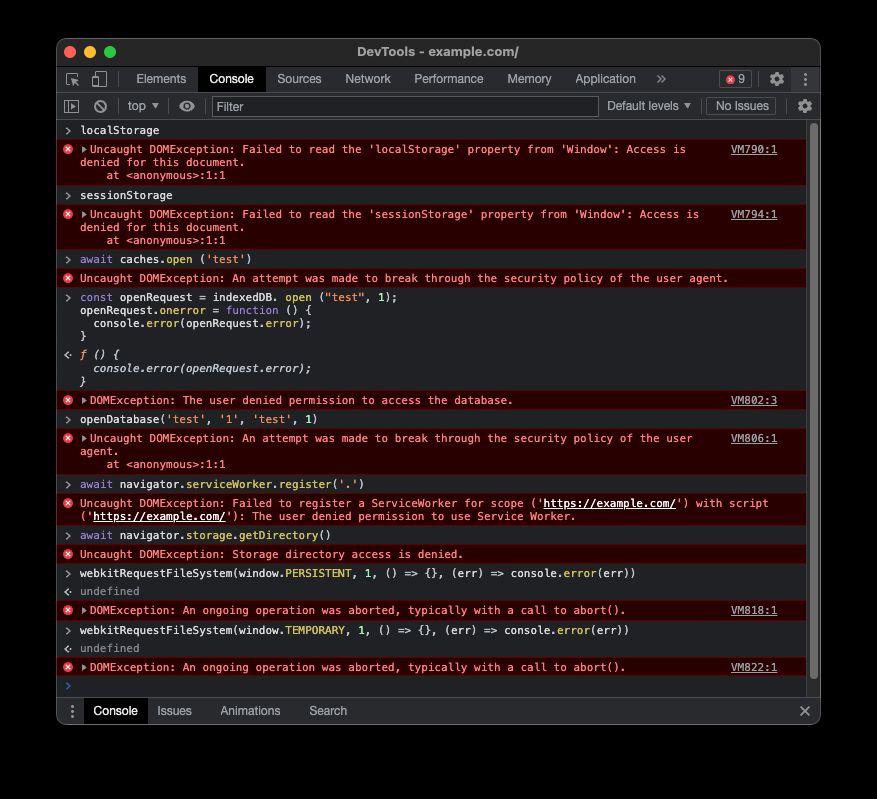 DevTools - example.com/
Elements Console Sources Network Performance Memory Application » 9
top ▼ Filter Default levels ▼ No Issues
> localStorage
▶Uncaught DOMException: Failed to read the 'localStorage' property from 'Window': Access is VM790:1
denied for this document.
at <anonymous>:1:1
> sessionStorage
▶Uncaught DOMException: Failed to read the 'sessionStorage' property from 'Window': Access is VM794:1
denied for this document.
at <anonymous>:1:1
> await caches.open ('test')
Uncaught DOMException: An attempt was made to break through the security policy of the user agent.
> const openRequest = indexedDB. open ("test", 1);
openRequest.onerror = function () {
console.error(openRequest.error);
}
ƒ () {
console.error(openRequest.error);
}
▶DOMException: The user denied permission to access the database. VM802:3
> openDatabase('test', '1', 'test', 1)
▶Uncaught DOMException: An attempt was made to break through the security policy of the user VM806:1
agent.
at <anonymous>:1:1
> await navigator.serviceWorker.register('.')
Uncaught DOMException: Failed to register a ServiceWorker for scope ('https://example.com/') with script
('https://example.com/'): The user denied permission to use Service Worker.
> await navigator.storage.getDirectory()
Uncaught DOMException: Storage directory access is denied.
> webkitRequestFileSystem(window.PERSISTENT, 1, () => {}, (err) => console.error(err))
undefined
▶DOMException: An ongoing operation was aborted, typically with a call to abort(). VM818:1
> webkitRequestFileSystem(window.TEMPORARY, 1, () => {}, (err) => console.error(err))
undefined
▶DOMException: An ongoing operation was aborted, typically with a call to abort(). VM822:1
>
Console Issues Animations Search